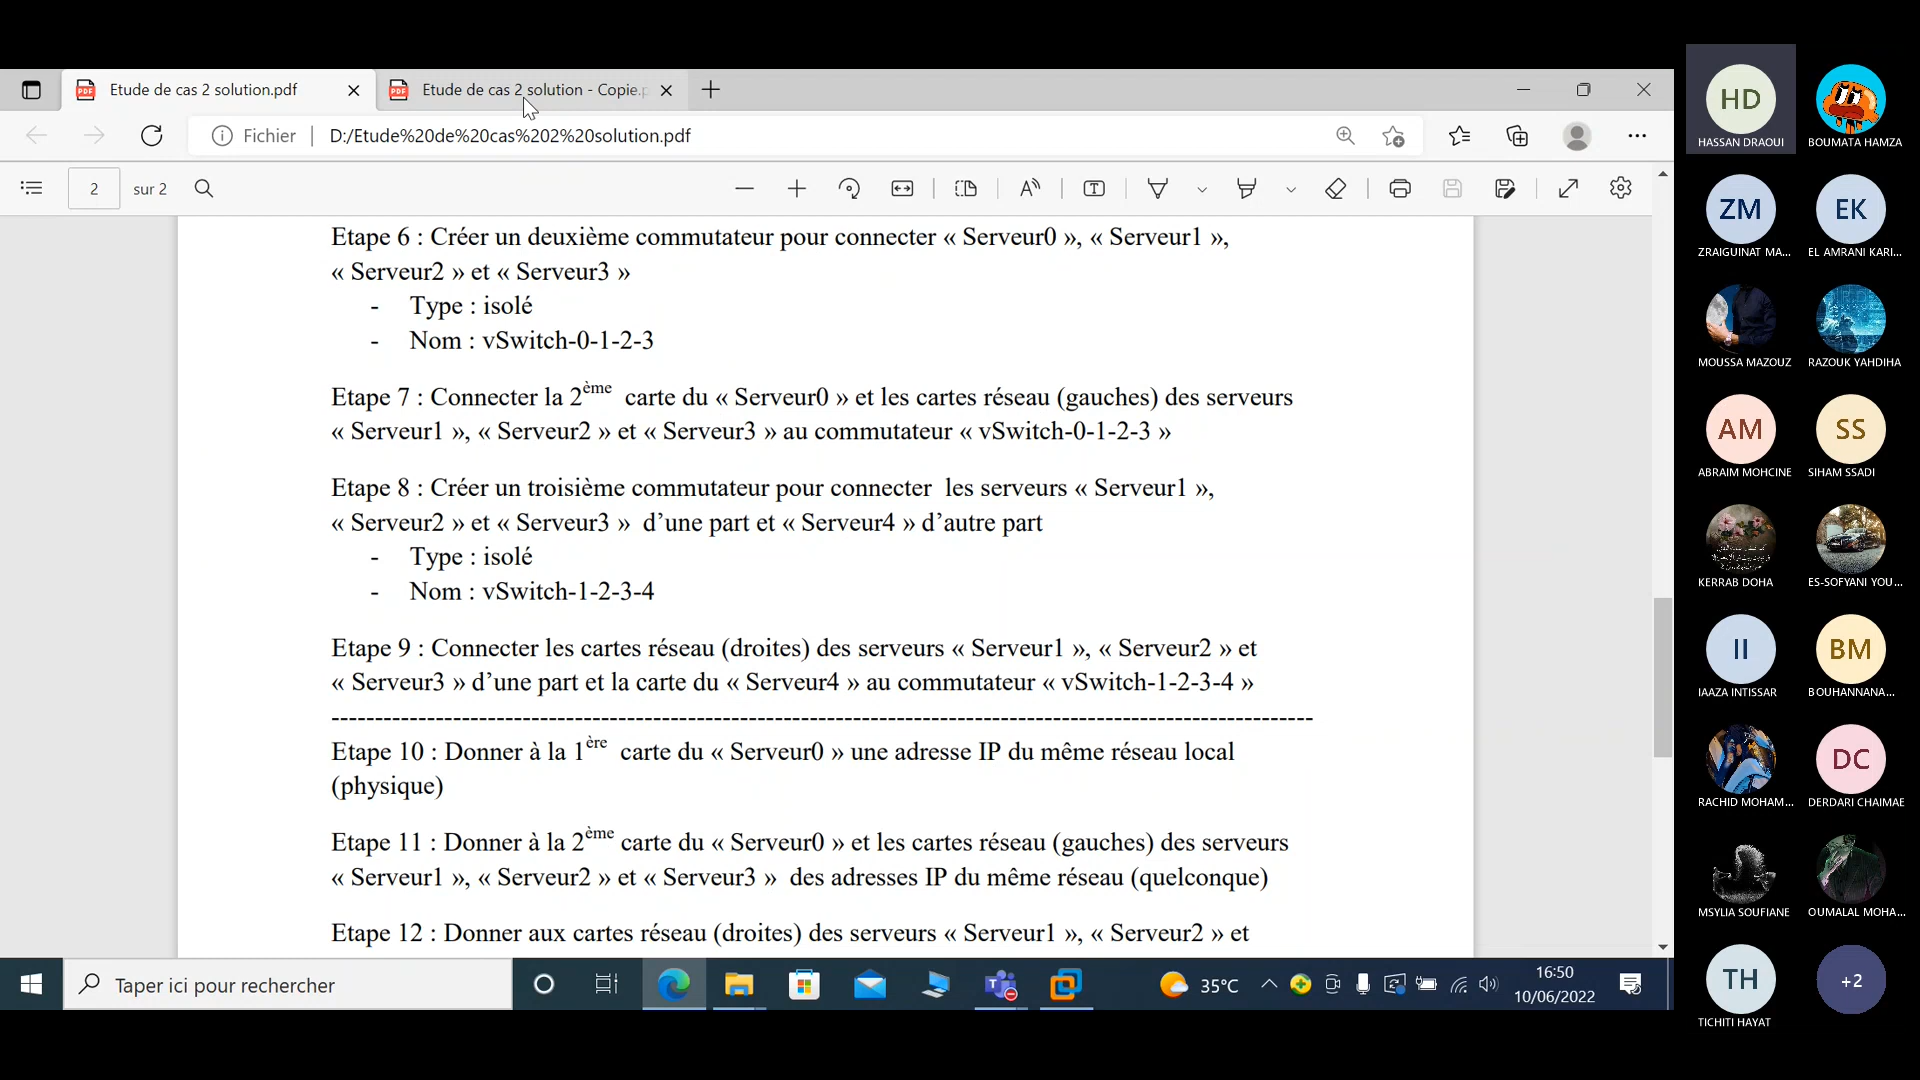 Etude de cas 2 solution.pdf
Etude de cas 2 solution - Copie.p
Fichier
D:/Etude%20de%20cas%202%20solution.pdf
2 sur 2
Etape 6 : Créer un deuxième commutateur pour connecter « Serveur0 », « Serveur1 »,
« Serveur2 » et « Serveur3 »
- Type : isolé
- Nom : vSwitch-0-1-2-3
Etape 7 : Connecter la 2ème carte du « Serveur0 » et les cartes réseau (gauches) des serveurs
« Serveur1 », « Serveur2 » et « Serveur3 » au commutateur « vSwitch-0-1-2-3 »
Etape 8 : Créer un troisième commutateur pour connecter les serveurs « Serveur1 »,
« Serveur2 » et « Serveur3 » d’une part et « Serveur4 » d’autre part
- Type : isolé
- Nom : vSwitch-1-2-3-4
Etape 9 : Connecter les cartes réseau (droites) des serveurs « Serveur1 », « Serveur2 » et
« Serveur3 » d’une part et la carte du « Serveur4 » au commutateur « vSwitch-1-2-3-4 »
Etape 10 : Donner à la 1ère carte du « Serveur0 » une adresse IP du même réseau local
(physique)
Etape 11 : Donner à la 2ème carte du « Serveur0 » et les cartes réseau (gauches) des serveurs
« Serveur1 », « Serveur2 » et « Serveur3 » des adresses IP du même réseau (quelconque)
Etape 12 : Donner aux cartes réseau (droites) des serveurs « Serveur1 », « Serveur2 » et
Taper ici pour rechercher
35°C
16:50
10/06/2022
HD
HASSAN DRAOUI
BOUMATA HAMZA
ZM
ZRAIGUINAT MA...
EK
EL AMRANI KARI...
MOUSSA MAZOUZ
RAZOUK YAHDIHA
AM
ABRAIM MOHCINE
SS
SIHAM SSADI
KERRAB DOHA
ES-SOFYANI YOU...
II
IAAZA INTISSAR
BM
BOUHANNANA...
RACHID MOHAM...
DC
DERDARI CHAIMAE
MSYLIA SOUFIANE
OUMALAL MOHA...
TH
TICHITI HAYAT
+2